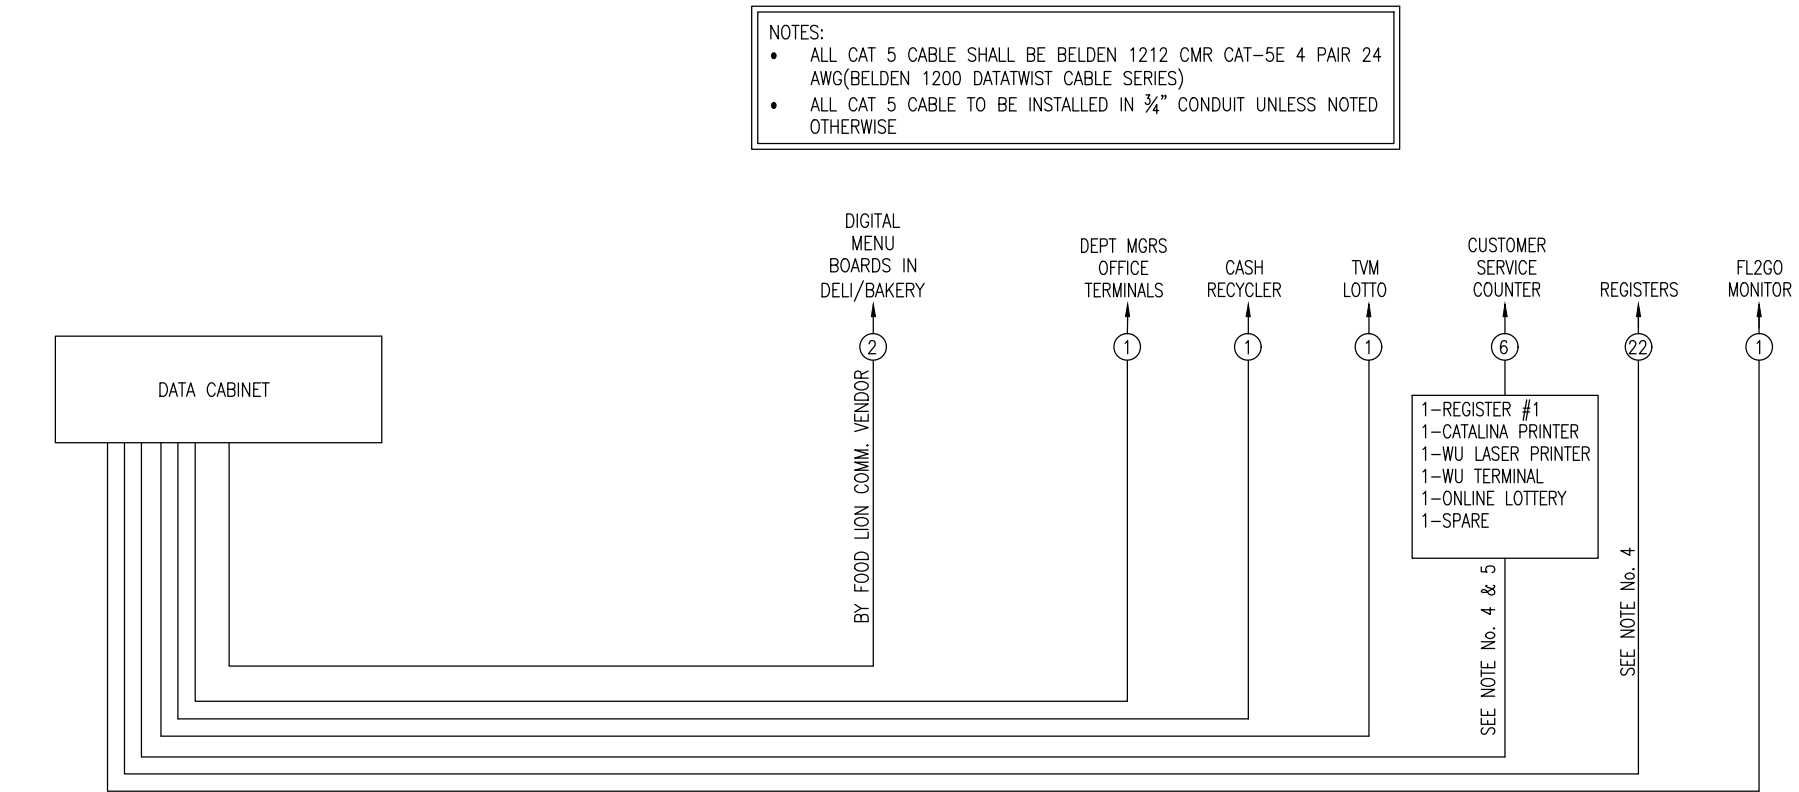 NOTES:
• ALL CAT 5 CABLE SHALL BE BELDEN 1212 CMR CAT-5E 4 PAIR 24
AWG(BELDEN 1200 DATATWIST CABLE SERIES)
• ALL CAT 5 CABLE TO BE INSTALLED IN ¾" CONDUIT UNLESS NOTED
OTHERWISE
DIGITAL
MENU
BOARDS IN
DELI/BAKERY
DEPT MGRS
OFFICE
TERMINALS
CASH
RECYCLER
TVM
LOTTO
CUSTOMER
SERVICE
COUNTER
REGISTERS
FL2GO
MONITOR
2
1
1
1
6
22
1
DATA CABINET
BY FOOD LION COMM. VENDOR
1-REGISTER #1
1-CATALINA PRINTER
1-WU LASER PRINTER
1-WU TERMINAL
1-ONLINE LOTTERY
1-SPARE
SEE NOTE No. 4 & 5
SEE NOTE No. 4